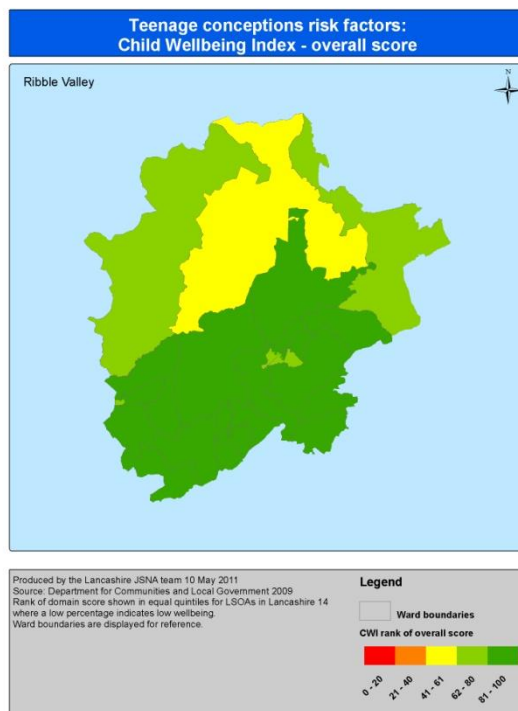 Teenage conceptions risk factors:
Child Wellbeing Index - overall score
Ribble Valley
N
Produced by the Lancashire JSNA team 10 May 2011
Source: Department for Communities and Local Government 2009
Rank of domain score shown in equal quintiles for LSOAs in Lancashire 14
where a low percentage indicates low wellbeing.
Ward boundaries are displayed for reference.
Legend
Ward boundaries
CWI rank of overall score
0 - 20
21 - 40
41 - 61
62 - 80
81 - 100